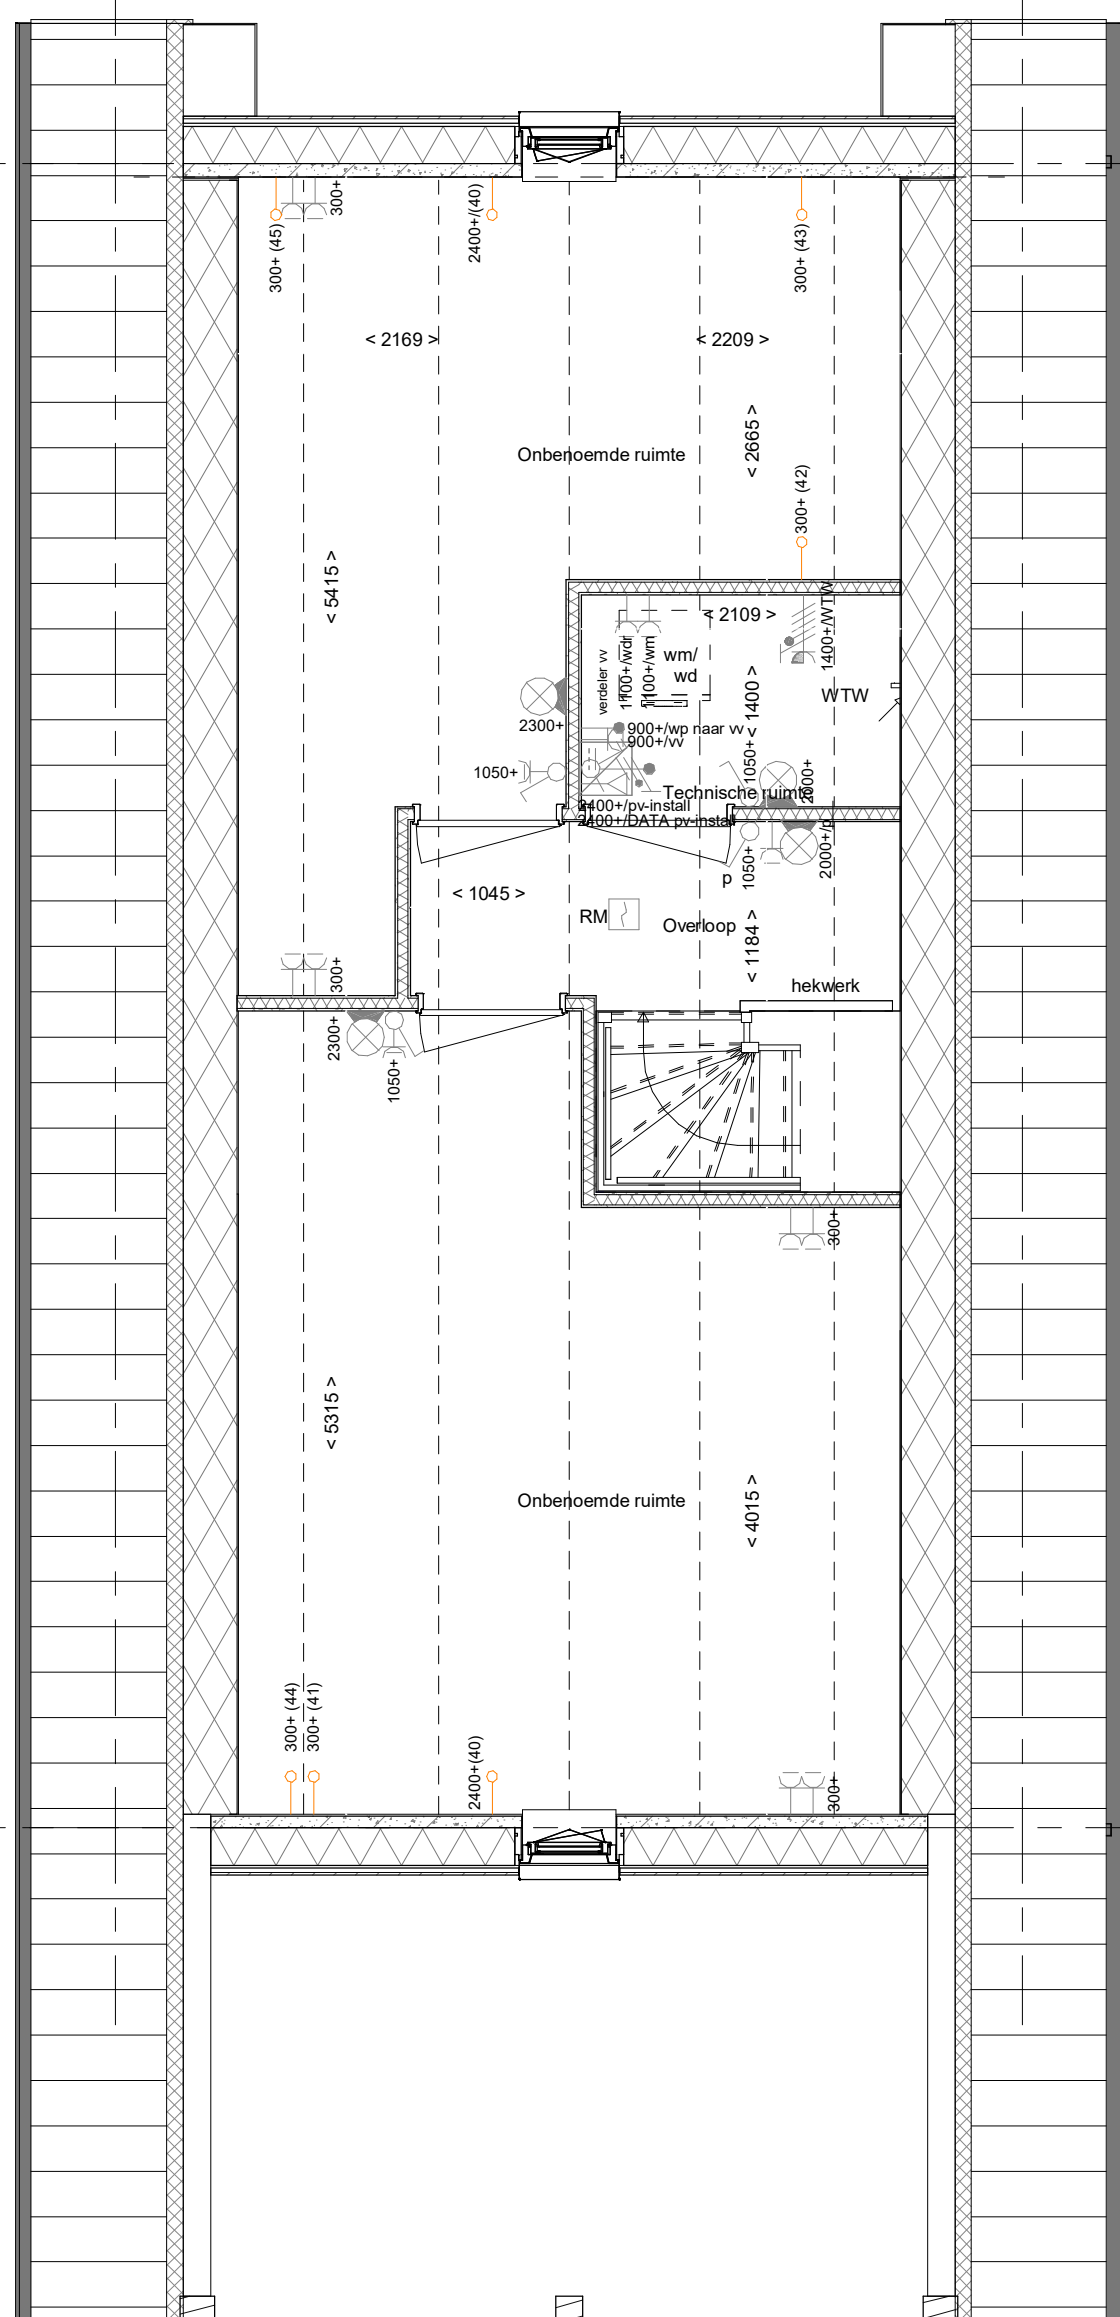 300+ (45)
300+
2400+/(40)
300+ (43)
< 2169 >
< 2209 >
< 2665 >
Onbenoemde ruimte
300+ (42)
< 5415 >
< 2109 >
1400+/WTW
verdeler vv
1100+/wdr
1100+/wm
wm/
wd
< 1400 >
WTW
2300+
900+/wp naar vv
900+/vv
1050+
1050+
2000+
Technische ruimte
2400+/pv-install
2400+/DATA pv-install
1050+
2000+/p
p
< 1045 >
RM
Overloop
< 1184 >
300+
hekwerk
2300+
1050+
300+
< 5315 >
Onbenoemde ruimte
< 4015 >
300+ (44)
300+ (41)
2400+(40)
300+